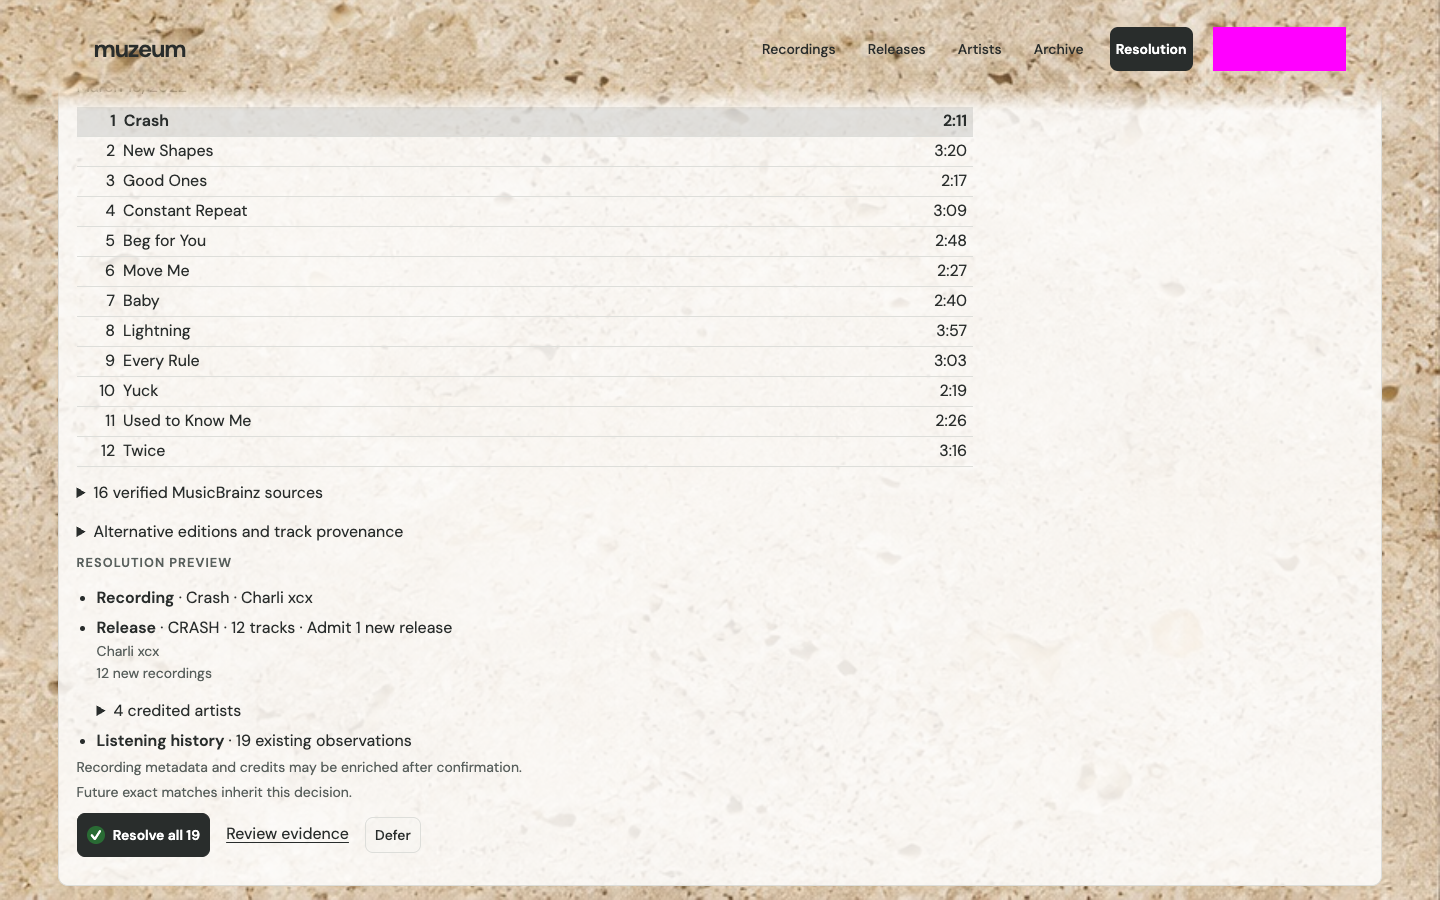 muzeum
Recordings Releases Artists Archive Resolution
1 Crash 2:11
2 New Shapes 3:20
3 Good Ones 2:17
4 Constant Repeat 3:09
5 Beg for You 2:48
6 Move Me 2:27
7 Baby 2:40
8 Lightning 3:57
9 Every Rule 3:03
10 Yuck 2:19
11 Used to Know Me 2:26
12 Twice 3:16
16 verified MusicBrainz sources
Alternative editions and track provenance
RESOLUTION PREVIEW
Recording · Crash · Charli xcx
Release · CRASH · 12 tracks · Admit 1 new release
Charli xcx
12 new recordings
4 credited artists
Listening history · 19 existing observations
Recording metadata and credits may be enriched after confirmation.
Future exact matches inherit this decision.
Resolve all 19 Review evidence Defer